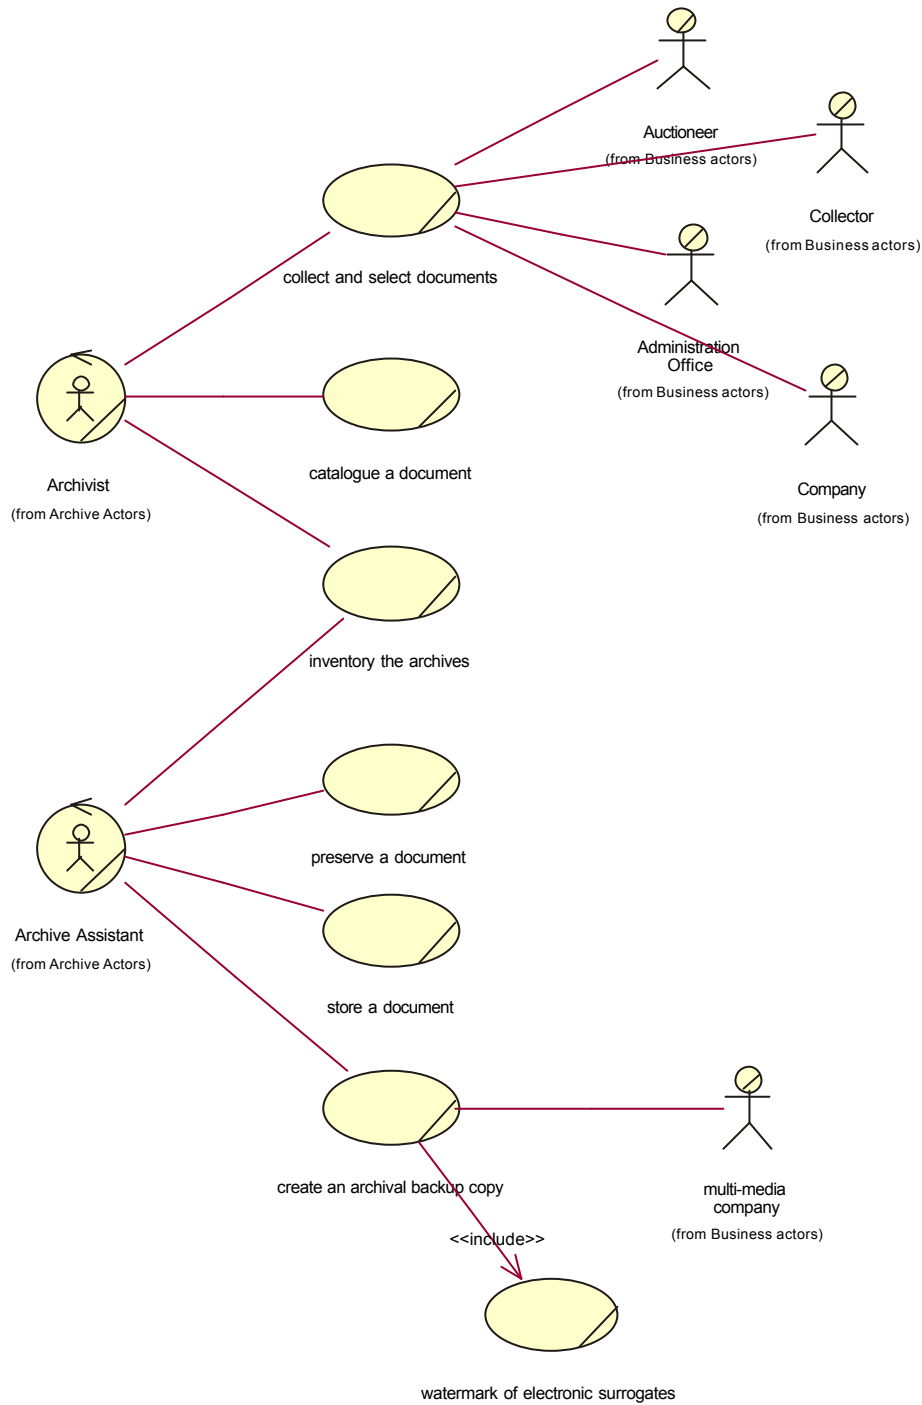 Auctioneer
(from Business actors)
Collector
(from Business actors)
collect and select documents
Administration
Office
(from Business actors)
catalogue a document
Archivist
(from Archive Actors)
Company
(from Business actors)
inventory the archives
preserve a document
Archive Assistant
(from Archive Actors)
store a document
create an archival backup copy
multi-media
company
(from Business actors)
<<include>>
watermark of electronic surrogates